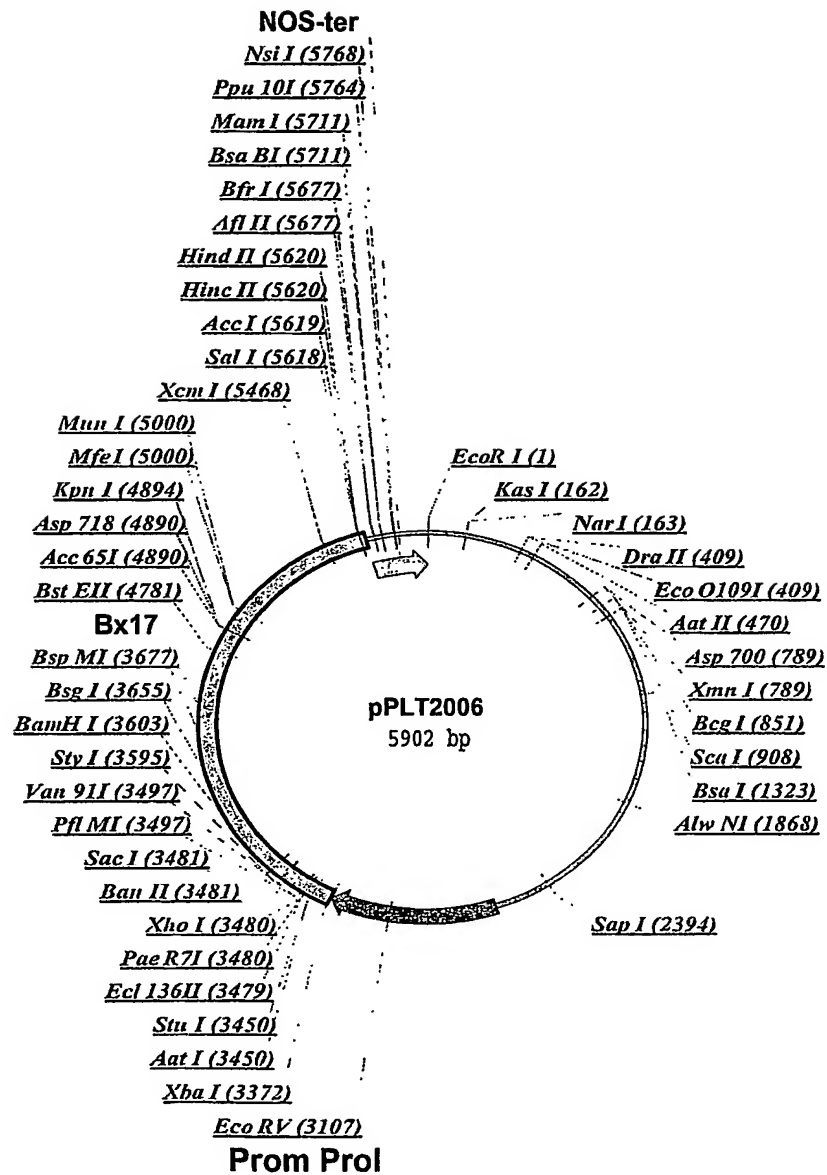 NOS-ter
Nsi I (5768)
Ppu 10I (5764)
Mam I (5711)
Bsa BI (5711)
Bfr I (5677)
Afl II (5677)
Hind II (5620)
Hinc II (5620)
Acc I (5619)
Sal I (5618)
Xcm I (5468)
Mun I (5000)
Mfe I (5000)
Kpn I (4894)
Asp 718 (4890)
Acc 65I (4890)
Bst EII (4781)
Bx17
Bsp MI (3677)
Bsg 1 (3655)
BamH I (3603)
Sty I (3595)
Van 91I (3497)
Pfl MI (3497)
Sac I (3481)
Ban II (3481)
Xho I (3480)
Pae R7I (3480)
Ecl 136II (3479)
Stu I (3450)
Aat I (3450)
Xba I (3372)
Eco RV (3107)
Prom Prol
pPLT2006
5902 bp
EcoR I (1)
Kas I (162)
Nar I (163)
Dra II (409)
Eco O109I (409)
Aat II (470)
Asp 700 (789)
Xmn I (789)
Bcg I (851)
Sca I (908)
Bsa I (1323)
Alw NI (1868)
Sap I (2394)